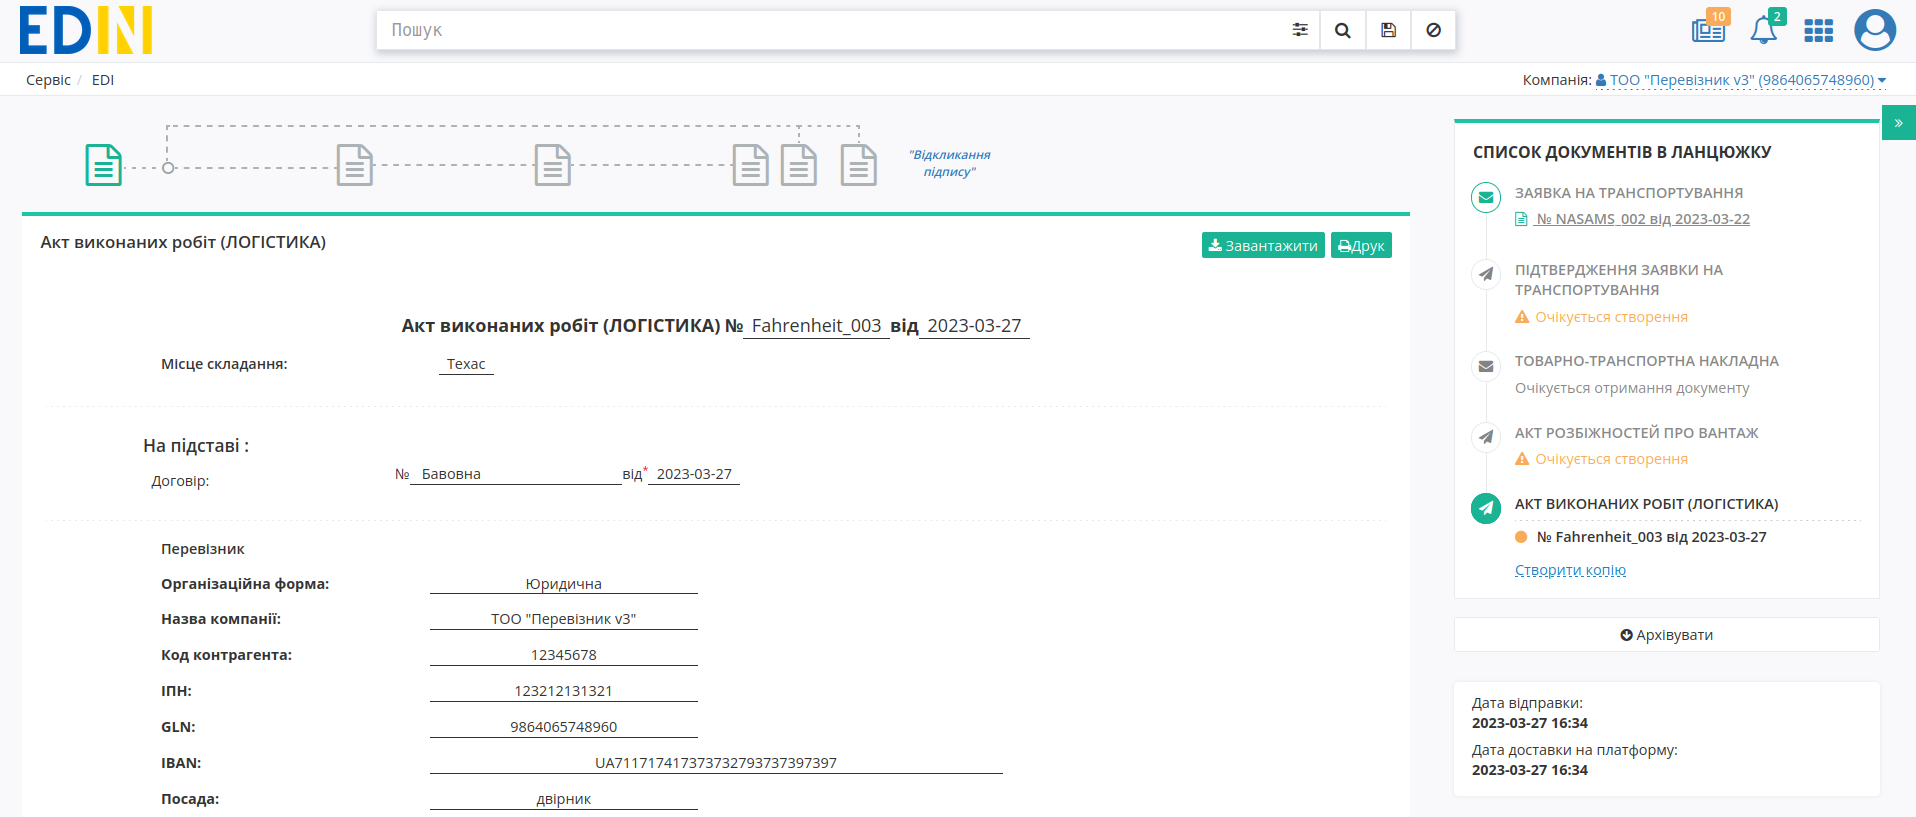 EDIN
Пошук
10
2
Сервіс / EDI
Компанія: ТОО "Перевізник v3" (9864065748960)
"Відкликання
підпису"
»
Акт виконаних робіт (ЛОГІСТИКА)
Завантажити
Друк
Акт виконаних робіт (ЛОГІСТИКА) № Fahrenheit_003 від 2023-03-27
Місце складання: Техас
На підставі :
Договір: № Бавовна від* 2023-03-27
Перевізник
Організаційна форма: Юридична
Назва компанії: ТОО "Перевізник v3"
Код контрагента: 12345678
ІПН: 123212131321
GLN: 9864065748960
IBAN: UA7117174173737327937373973​97
Посада: двірник
СПИСОК ДОКУМЕНТІВ В ЛАНЦЮЖКУ
ЗАЯВКА НА ТРАНСПОРТУВАННЯ
№ NASAMS_002 від 2023-03-22
ПІДТВЕРДЖЕННЯ ЗАЯВКИ НА
ТРАНСПОРТУВАННЯ
Очікується створення
ТОВАРНО-ТРАНСПОРТНА НАКЛАДНА
Очікується отримання документу
АКТ РОЗБІЖНОСТЕЙ ПРО ВАНТАЖ
Очікується створення
АКТ ВИКОНАНИХ РОБІТ (ЛОГІСТИКА)
№ Fahrenheit_003 від 2023-03-27
Створити копію
Архівувати
Дата відправки:
2023-03-27 16:34
Дата доставки на платформу:
2023-03-27 16:34